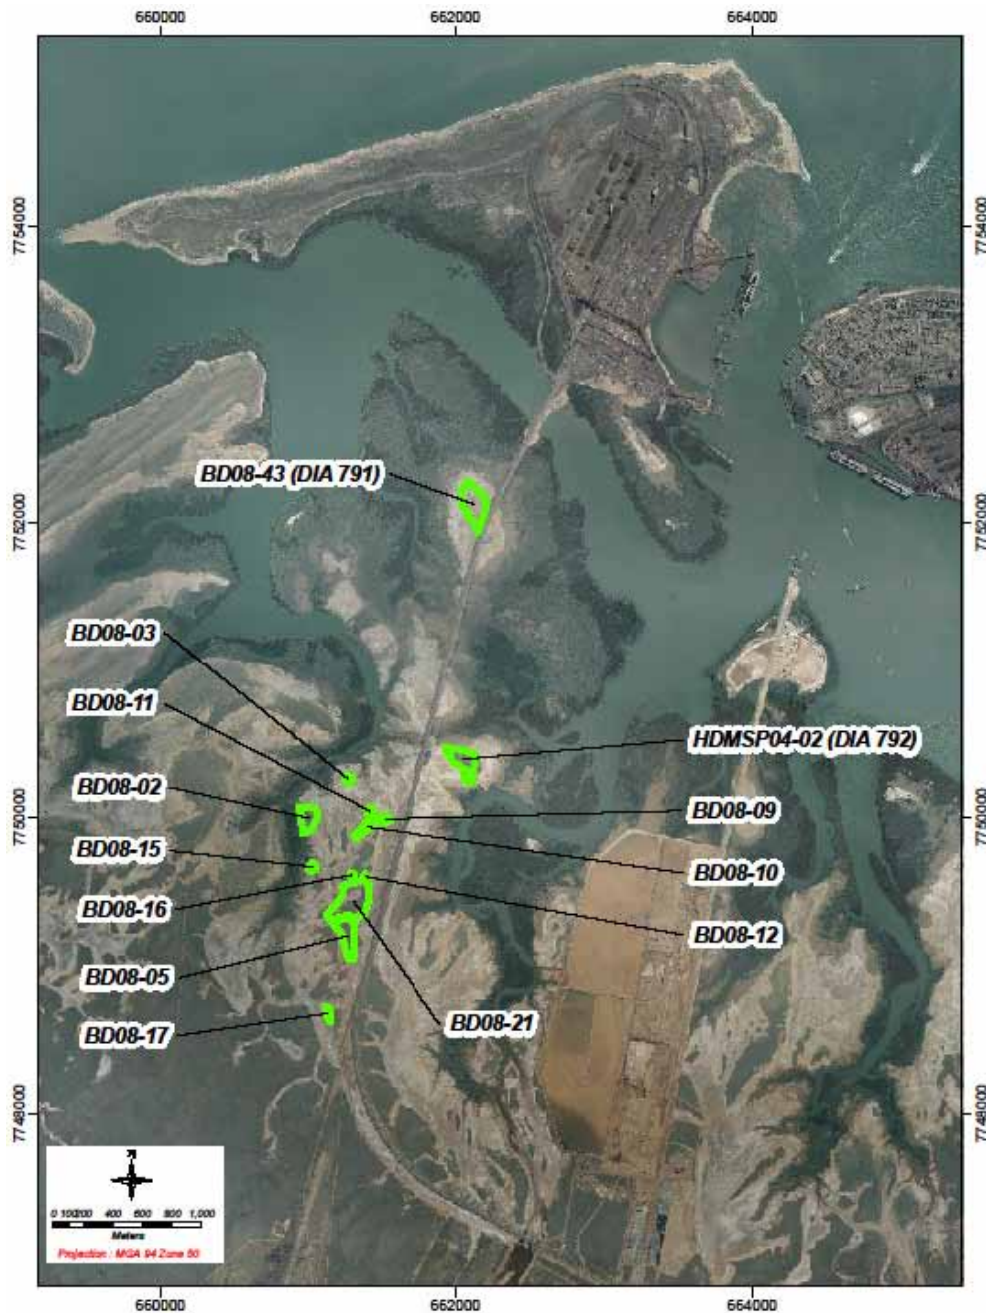 660000 662000 664000
7754000 7754000
BD08-43 (DIA 791)
7752000 7752000
BD08-03
BD08-11
HDMSP04-02 (DIA 792)
BD08-02
BD08-09
7750000 7750000
BD08-15
BD08-10
BD08-16
BD08-12
BD08-05
BD08-21
BD08-17
7748000 7748000
0 100200 400 600 800 1,000
Meters
Projection : MGA 94 Zone 50
660000 662000 664000